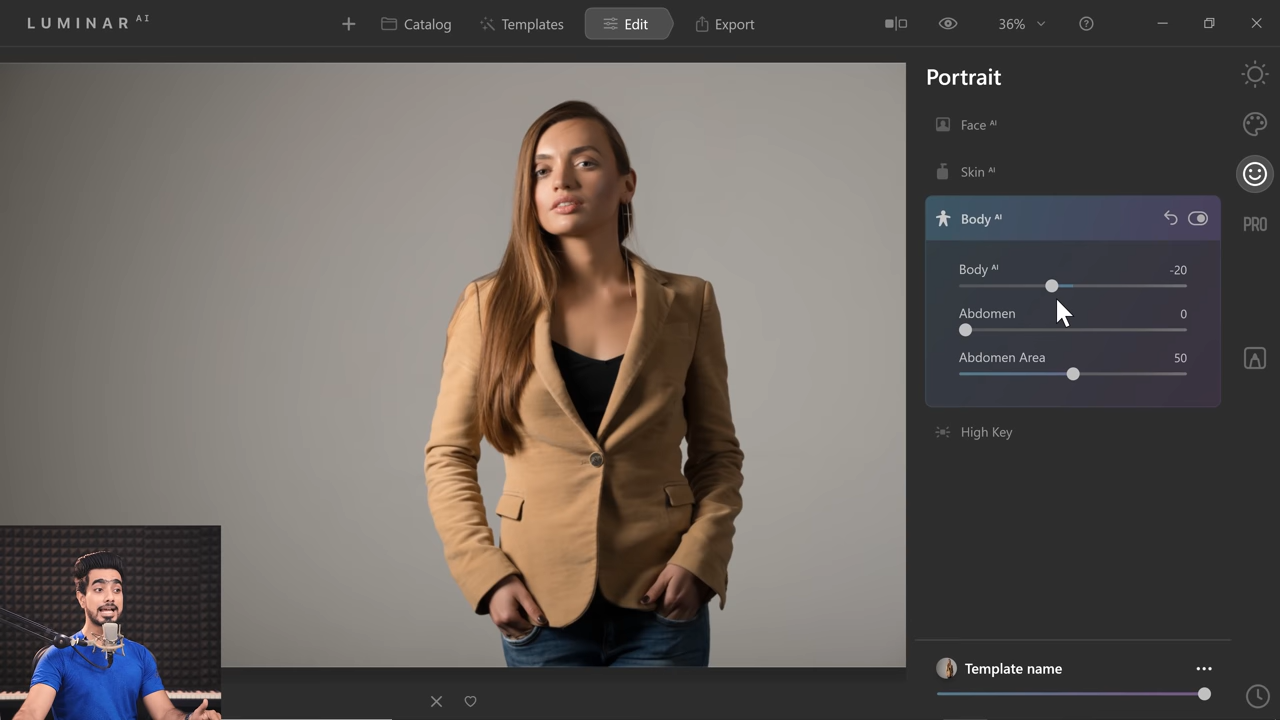 LUMINAR AI
Catalog
Templates
Edit
Export
36%
Portrait
Face AI
Skin AI
Body AI
Body AI -20
Abdomen 0
Abdomen Area 50
High Key
PRO
Template name